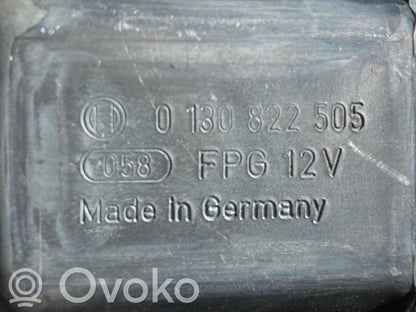 0 130 822 505
058 FPG 12V
Made in Germany
Ovoko